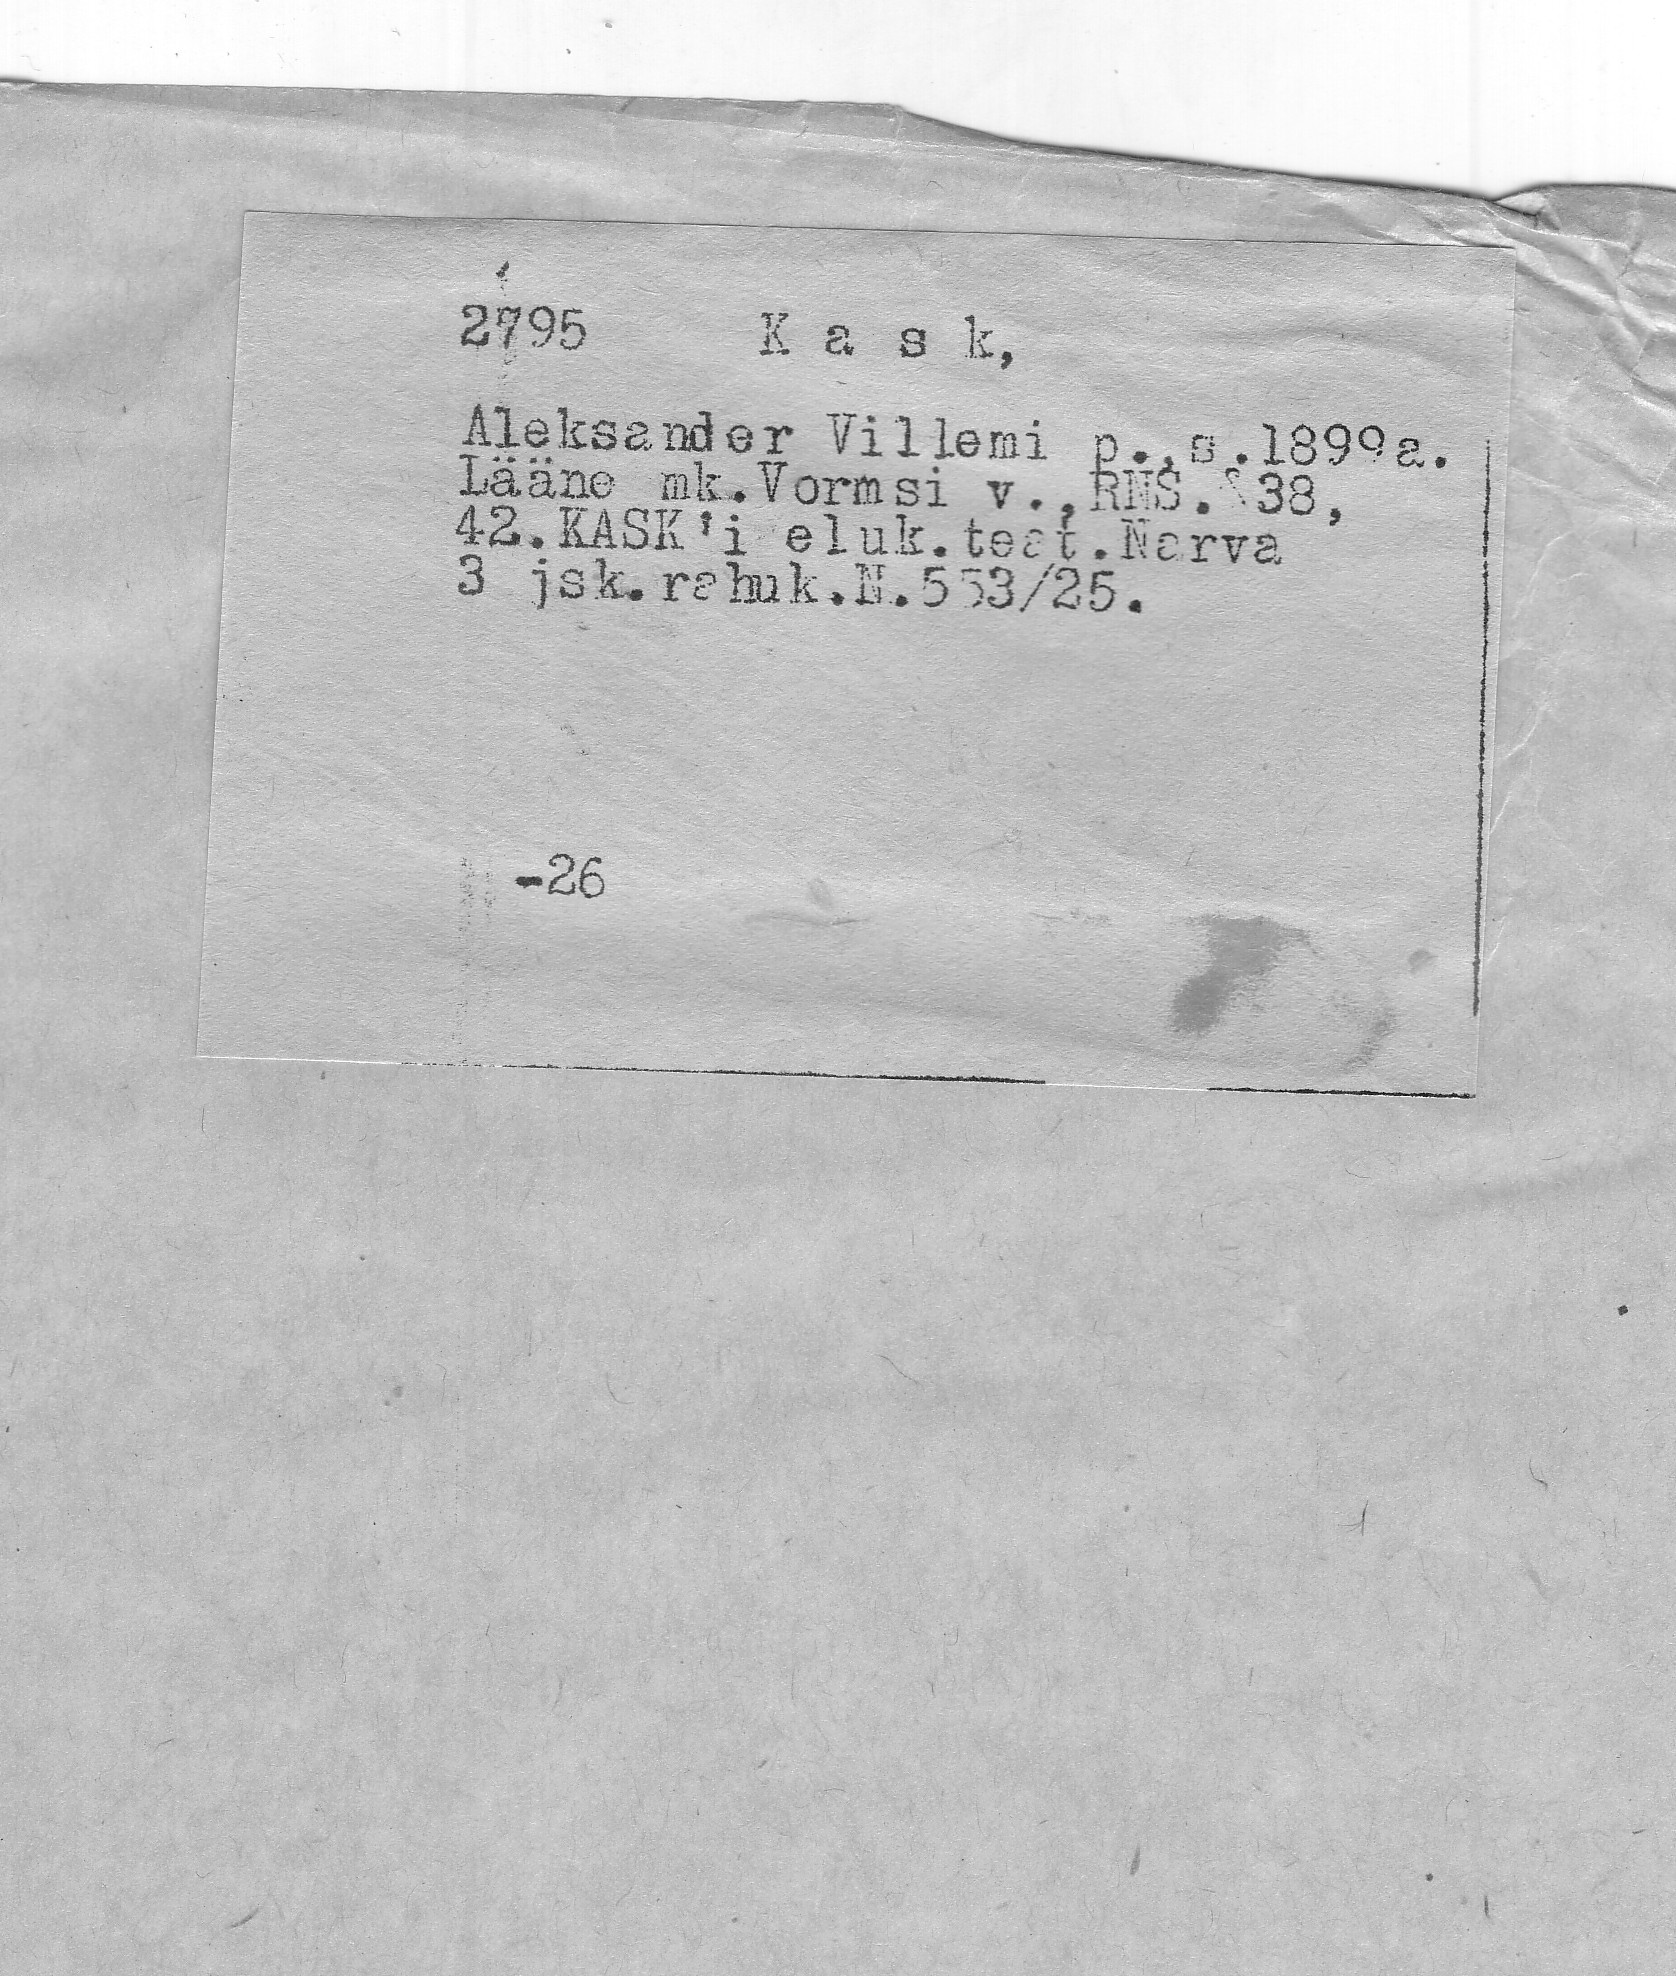 2795 K a s k,
Aleksander Villemi p.,s.1899a.
Lääne mk.Vormsi v.,RNS.§38,
42.KASK'i eluk.teat.Narva
3 jsk.rahuk.N.553/25.
-26